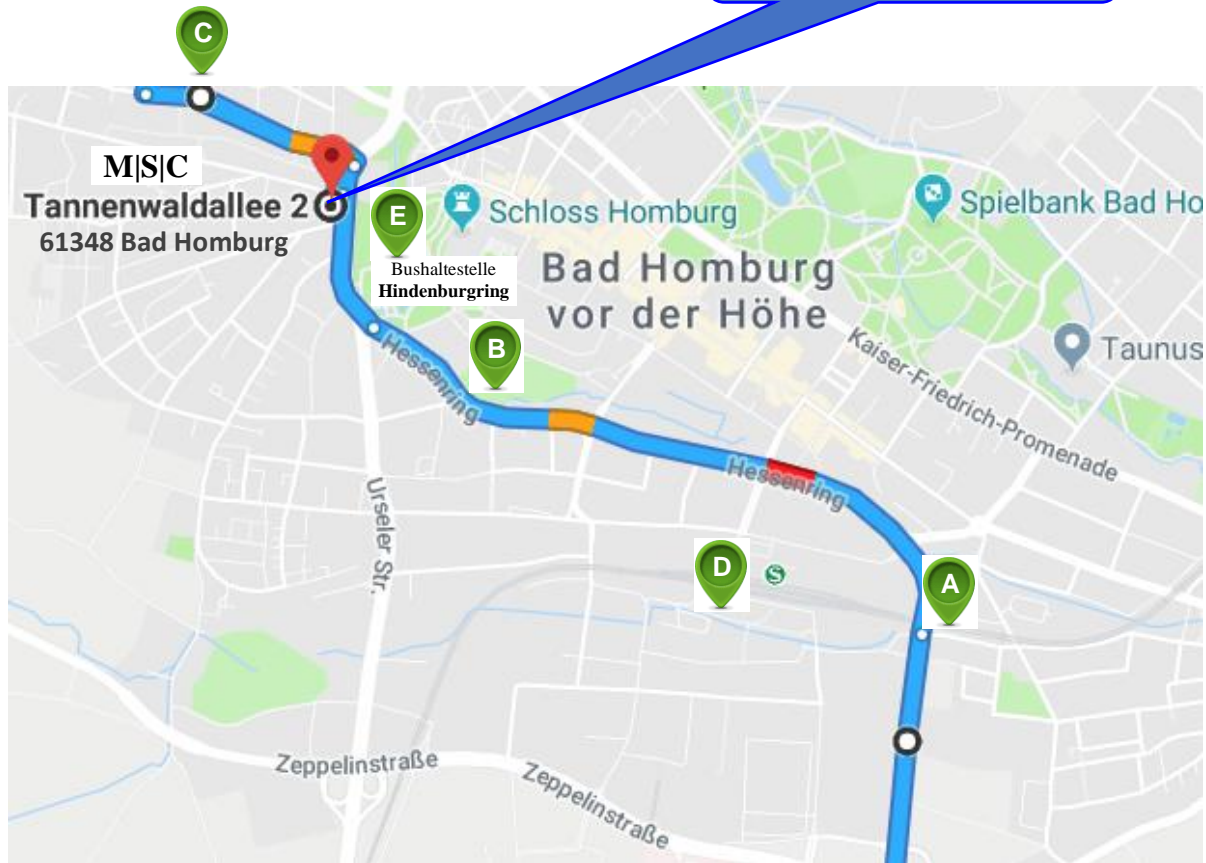 C
M|S|C
Tannenwaldallee 2
61348 Bad Homburg
E
Schloss Homburg
Spielbank Bad Ho
Bushaltestelle
Hindenburgring
Bad Homburg
vor der Höhe
B
Hessenring
Kaiser-Friedrich-Promenade
Taunus
Hessenring
Urseler Str.
D
S
A
Zeppelinstraße
Zeppelinstraße